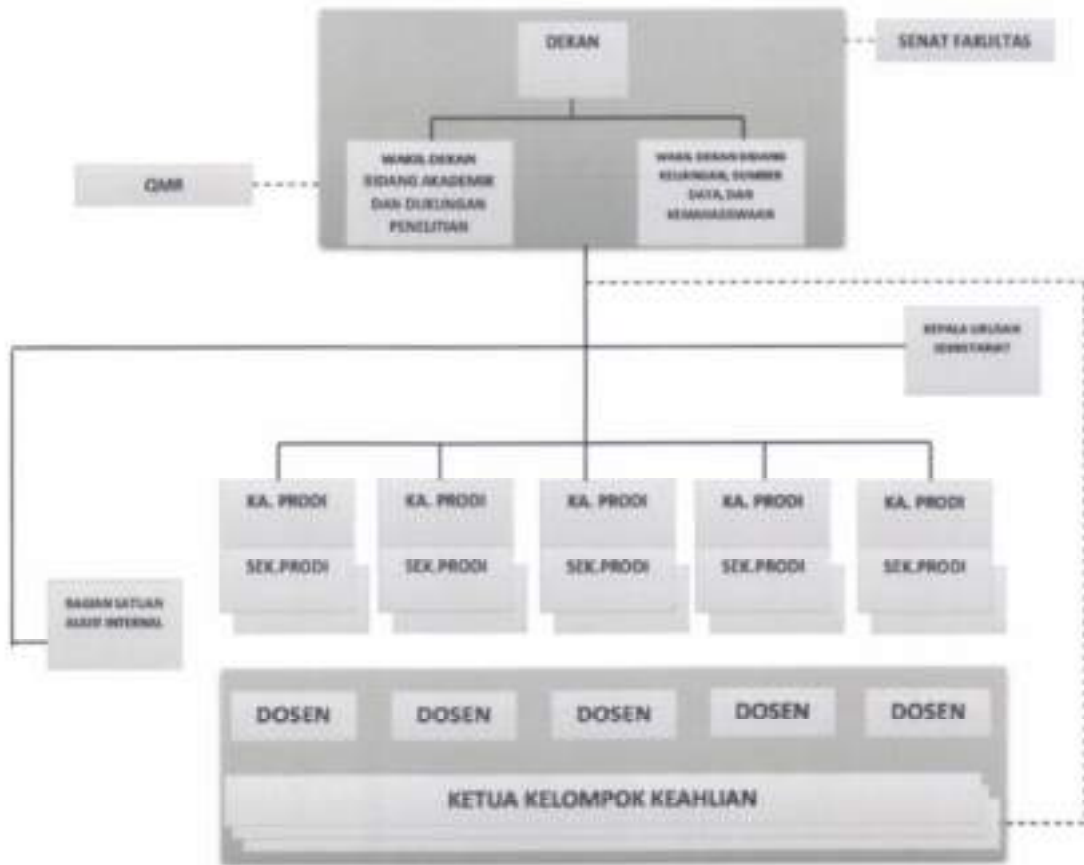 DEKAN
SENAT FAKULTAS
WAKIL DEKAN
BIDANG AKADEMIK
DAN DUKUNGAN
PENELITIAN
WAKIL DEKAN BIDANG
KEUANGAN, SUMBER
DAYA, DAN
KEMAHASISWAAN
QMR
KEPALA URUSAN
SEKRETARIAT
KA. PRODI
KA. PRODI
KA. PRODI
KA. PRODI
KA. PRODI
SEK.PRODI
SEK.PRODI
SEK.PRODI
SEK.PRODI
SEK.PRODI
BAGIAN SATUAN
AUDIT INTERNAL
DOSEN
DOSEN
DOSEN
DOSEN
DOSEN
KETUA KELOMPOK KEAHLIAN